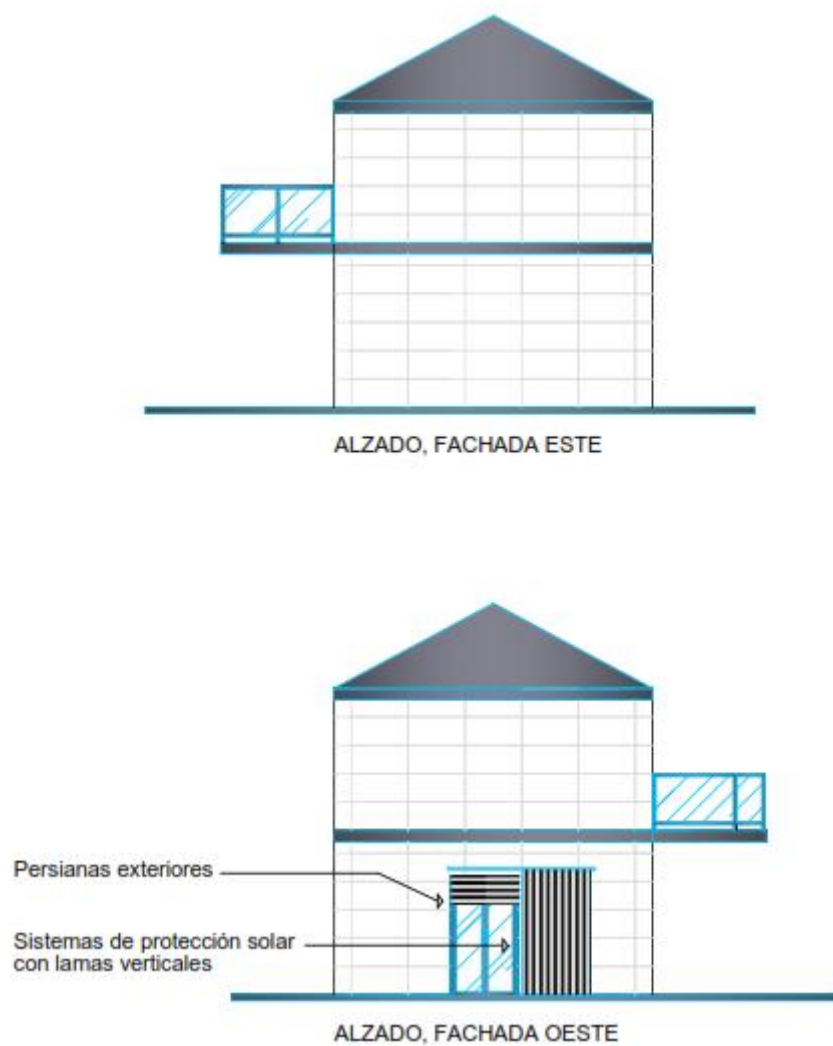 ALZADO, FACHADA ESTE
Persianas exteriores
Sistemas de protección solar
con lamas verticales
ALZADO, FACHADA OESTE